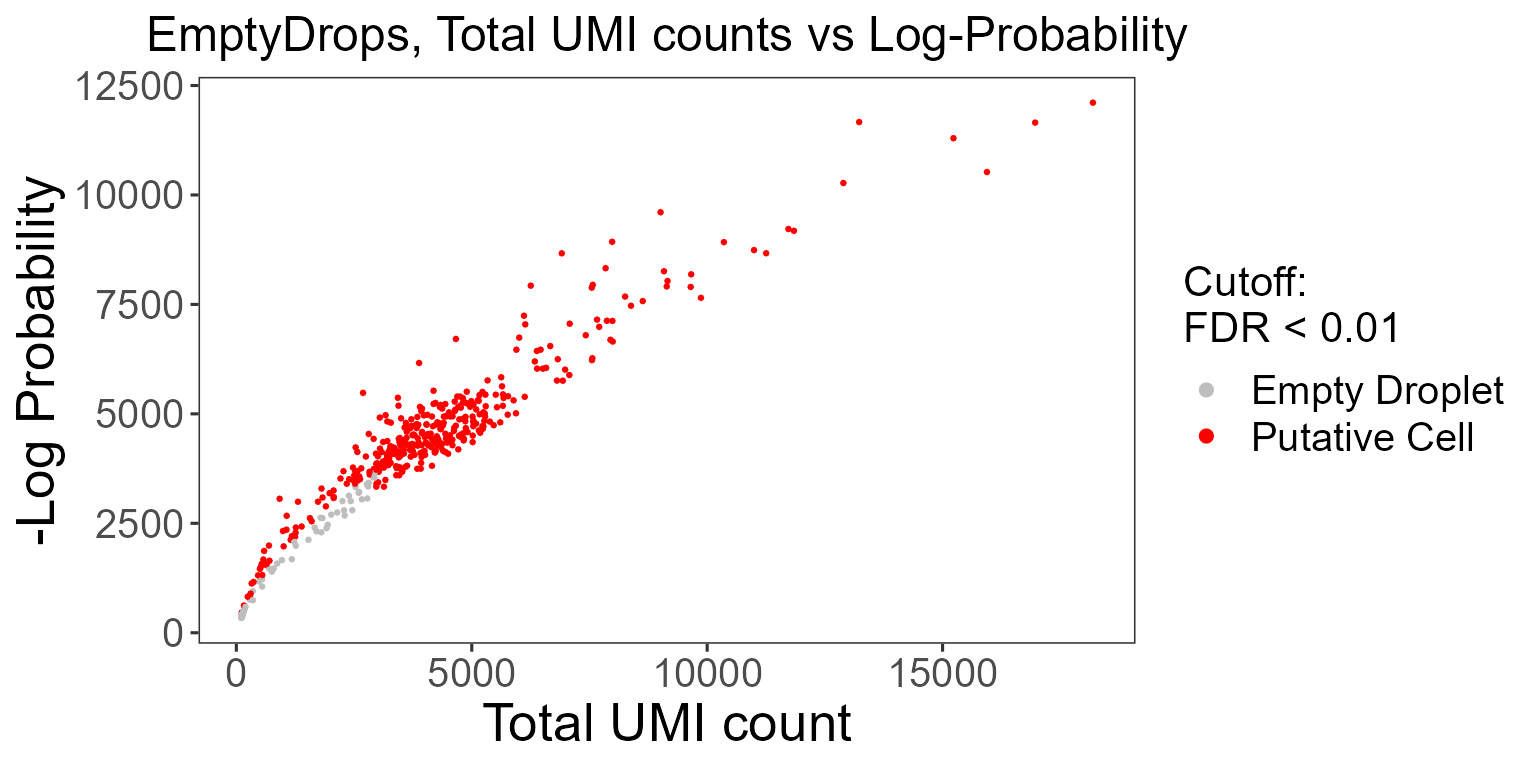 EmptyDrops, Total UMI counts vs Log-Probability
12500
10000
7500
5000
2500
0
-Log Probability
0 5000 10000 15000
Total UMI count
Cutoff:
FDR < 0.01
Empty Droplet
Putative Cell